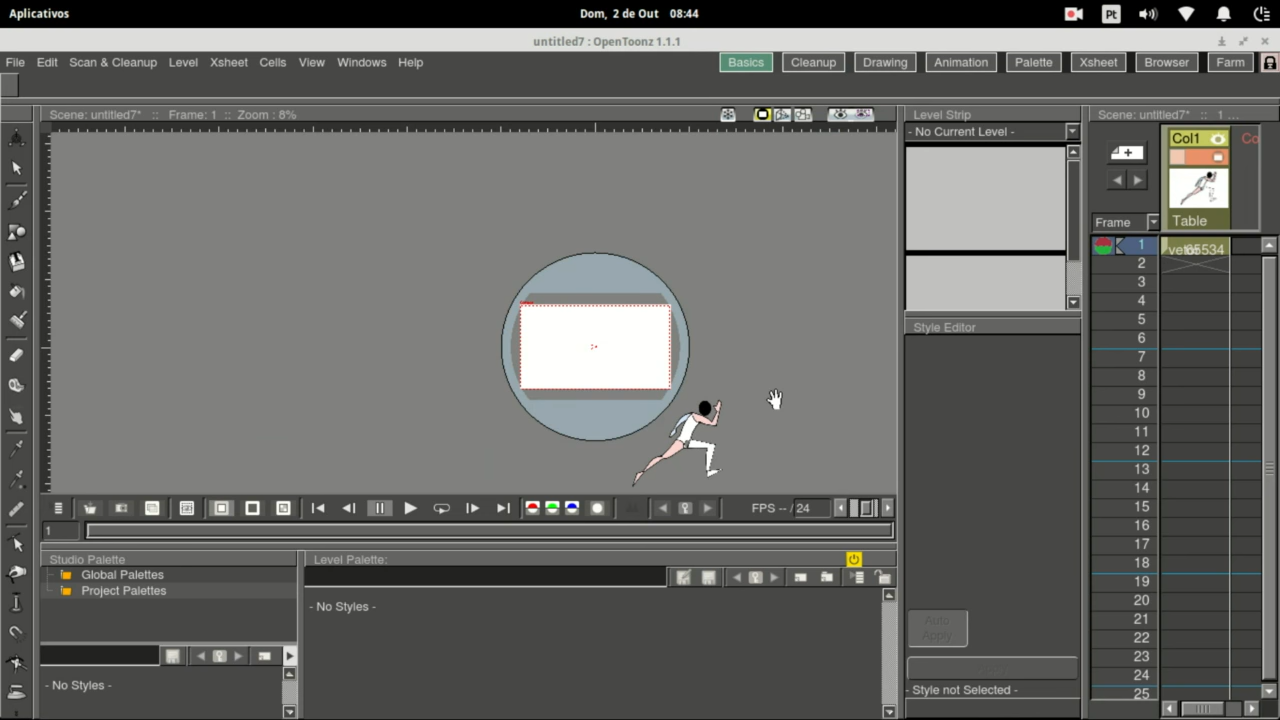 Aplicativos
Dom, 2 de Out 08:44
Pt
untitled7 : OpenToonz 1.1.1
File Edit Scan & Cleanup Level Xsheet Cells View Windows Help
Basics Cleanup Drawing Animation Palette Xsheet Browser Farm
Scene: untitled7* :: Frame: 1 :: Zoom : 8%
Level Strip
Scene: untitled7* :: 1 ...
- No Current Level -
Col1
Co
Frame
Table
1
2
3
4
5
6
7
8
9
10
11
12
13
14
15
16
17
18
19
20
21
22
23
24
25
Style Editor
FPS -- / 24
1
Studio Palette
Level Palette:
Global Palettes
Project Palettes
- No Styles -
- No Styles -
Auto
Apply
- Style not Selected -